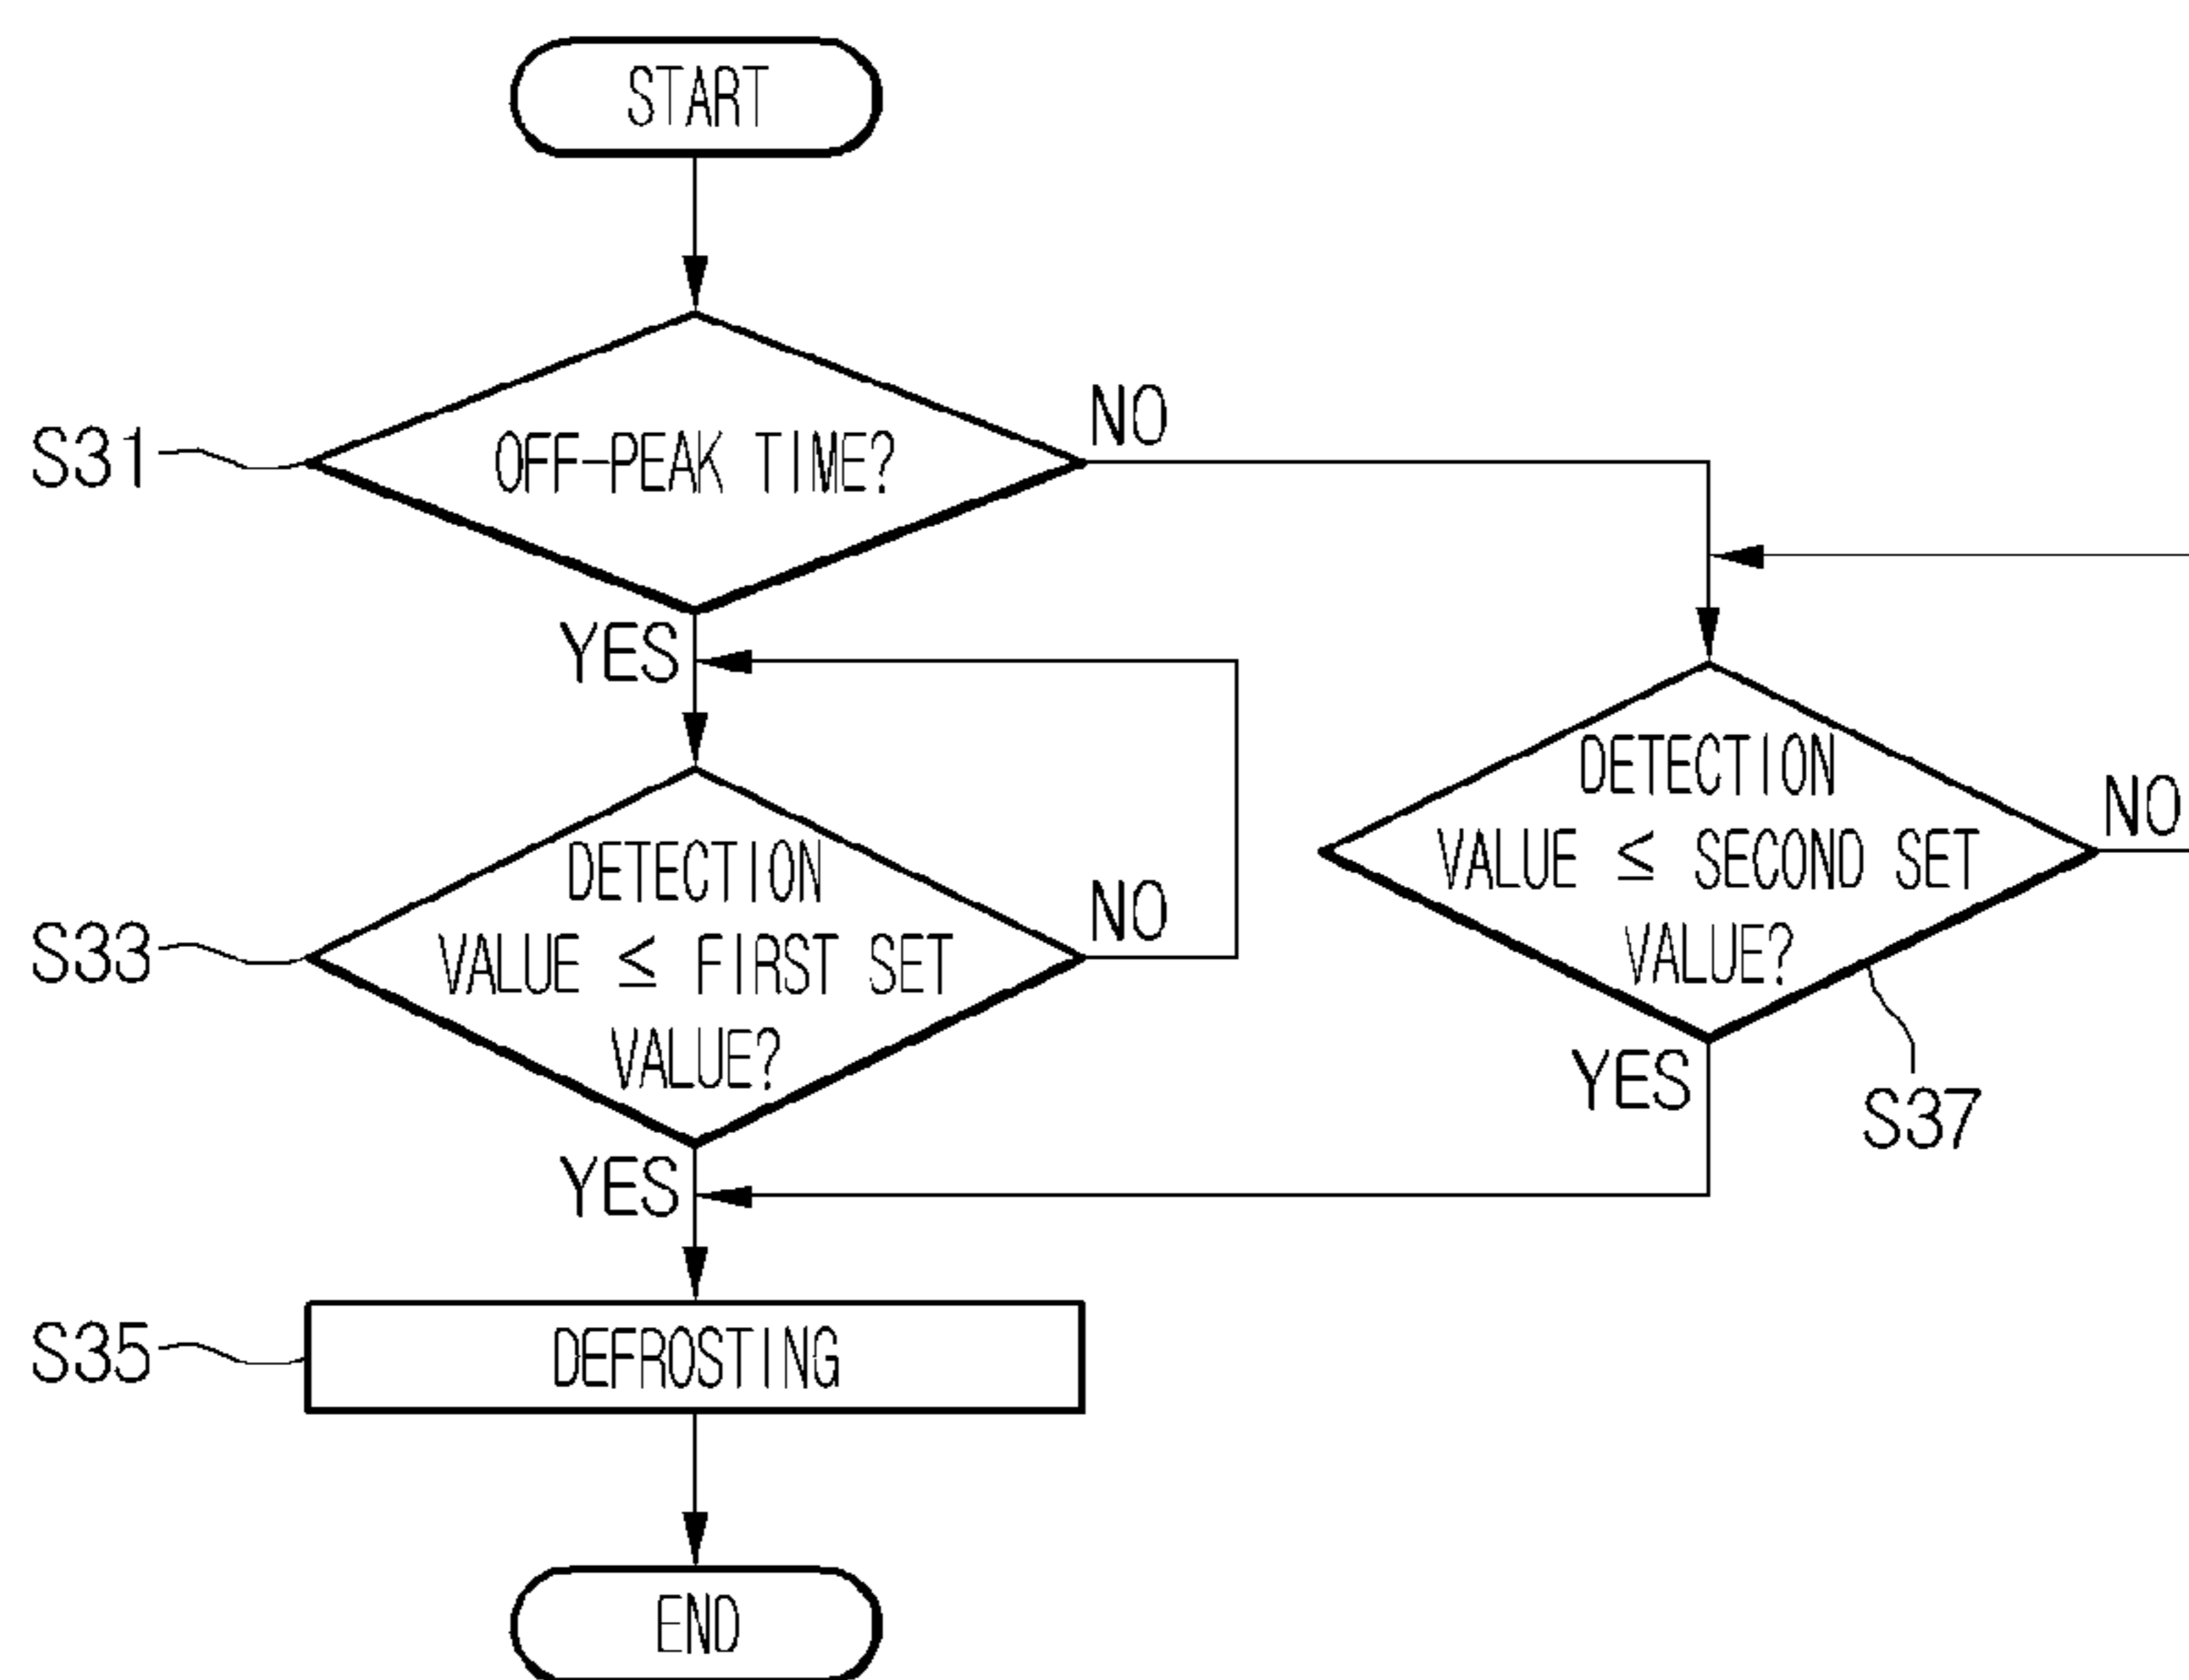 START
S31
OFF-PEAK TIME?
NO
YES
DETECTION
VALUE ≤ SECOND SET
VALUE?
NO
YES
S37
S33
DETECTION
VALUE ≤ FIRST SET
VALUE?
NO
YES
S35
DEFROSTING
END